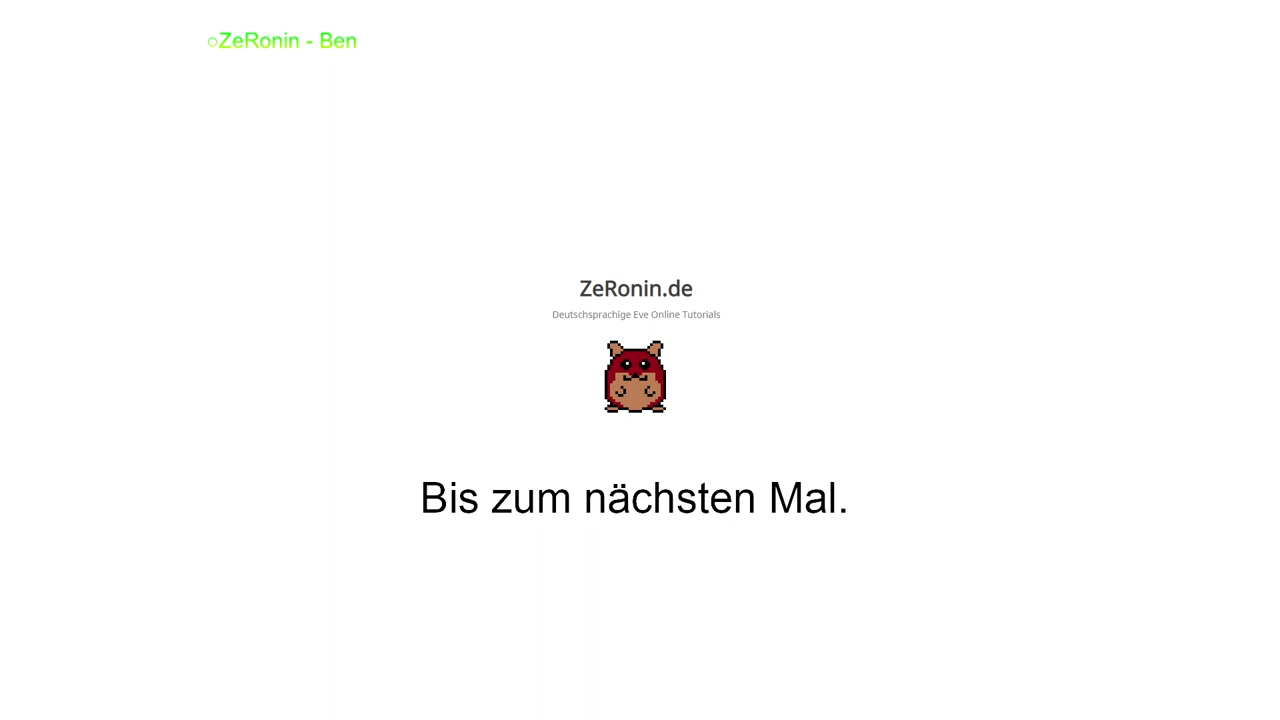 ○ZeRonin - Ben
ZeRonin.de
Deutschsprachige Eve Online Tutorials
Bis zum nächsten Mal.